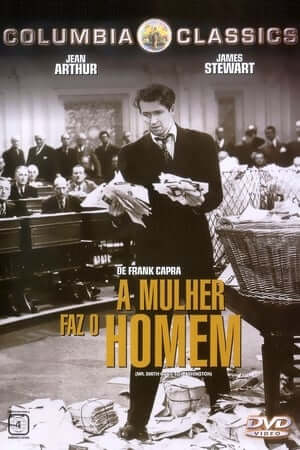 COLUMBIA CLASSICS
JEAN ARTHUR
JAMES STEWART
DE FRANK CAPRA
A MULHER
FAZ O HOMEM
(MR. SMITH GOES TO WASHINGTON)
DVD
VIDEO